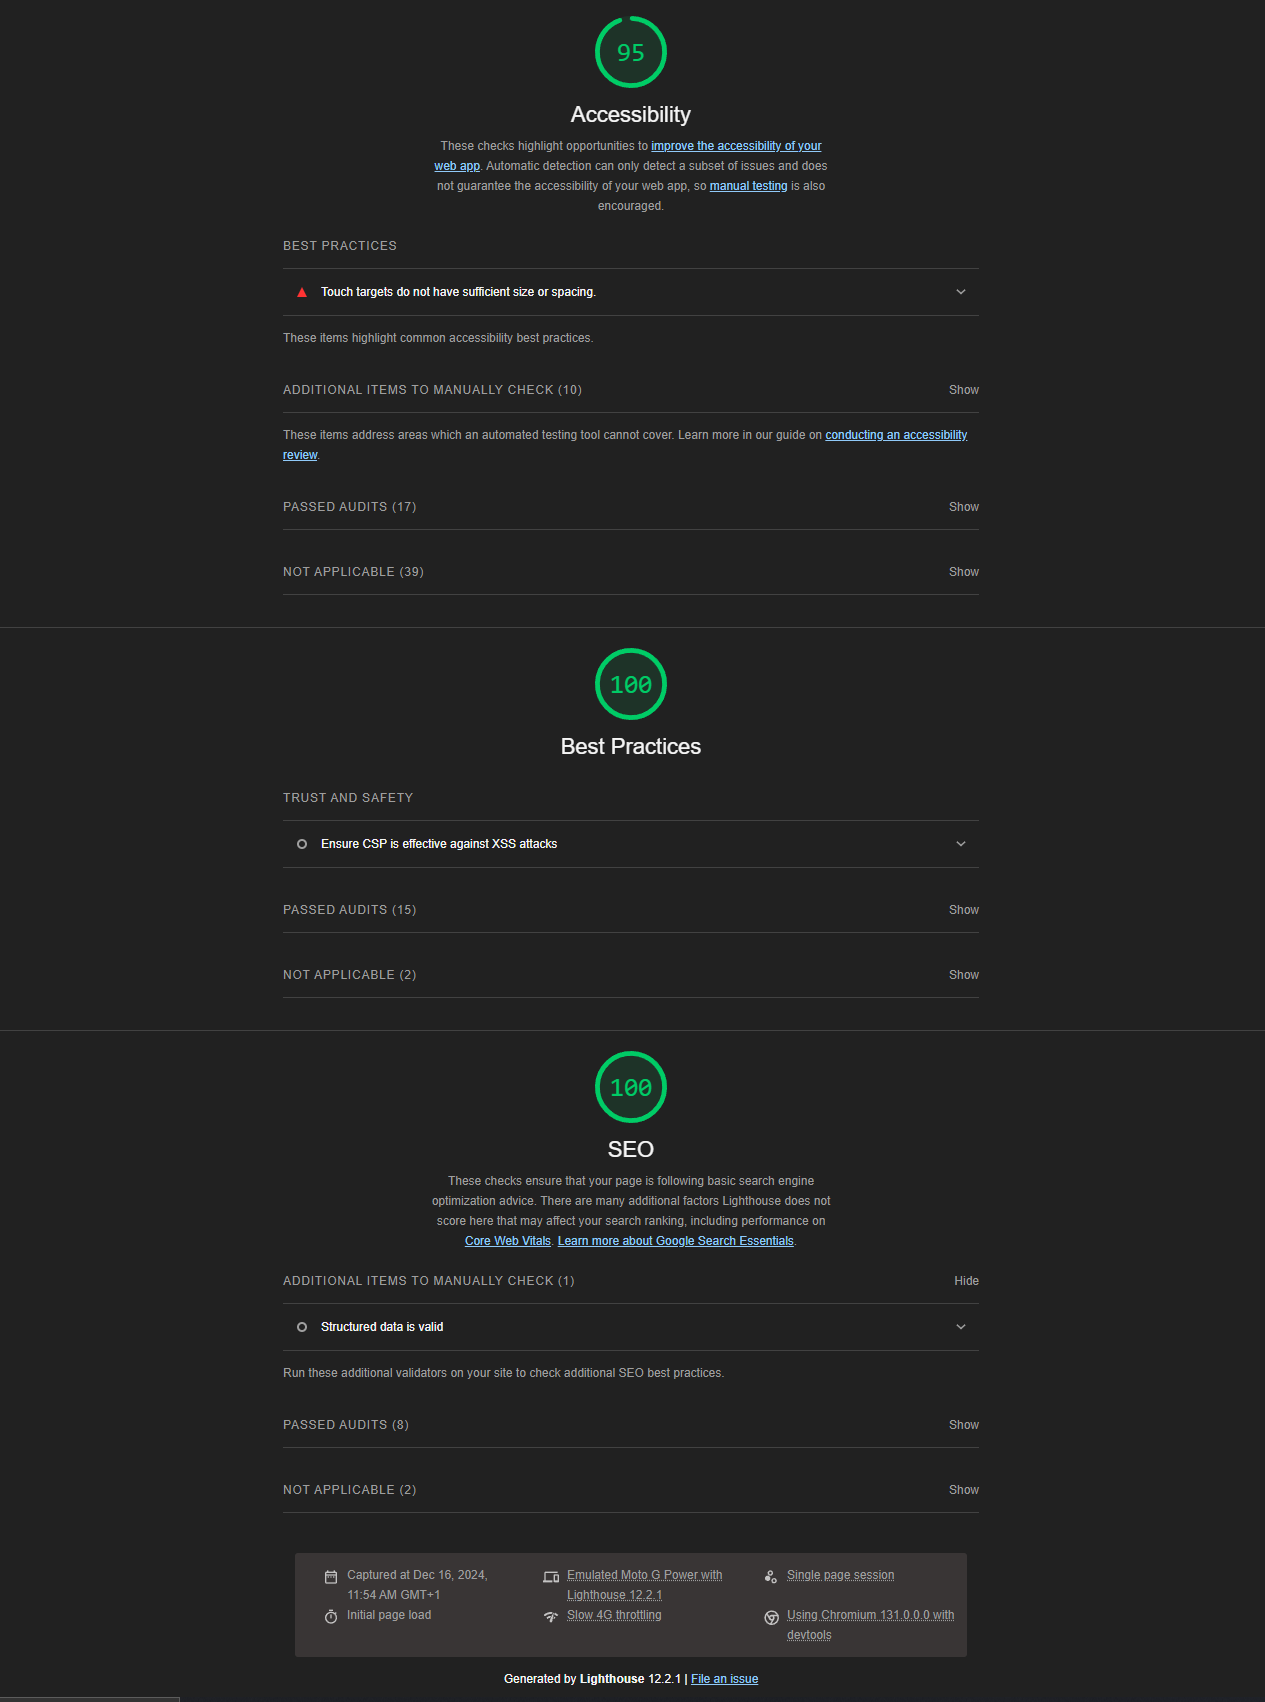 95
Accessibility
These checks highlight opportunities to improve the accessibility of your
web app. Automatic detection can only detect a subset of issues and does
not guarantee the accessibility of your web app, so manual testing is also
encouraged.
BEST PRACTICES
Touch targets do not have sufficient size or spacing.
These items highlight common accessibility best practices.
ADDITIONAL ITEMS TO MANUALLY CHECK (10) Show
These items address areas which an automated testing tool cannot cover. Learn more in our guide on conducting an accessibility
review.
PASSED AUDITS (17) Show
NOT APPLICABLE (39) Show
100
Best Practices
TRUST AND SAFETY
Ensure CSP is effective against XSS attacks
PASSED AUDITS (15) Show
NOT APPLICABLE (2) Show
100
SEO
These checks ensure that your page is following basic search engine
optimization advice. There are many additional factors Lighthouse does not
score here that may affect your search ranking, including performance on
Core Web Vitals. Learn more about Google Search Essentials.
ADDITIONAL ITEMS TO MANUALLY CHECK (1) Hide
Structured data is valid
Run these additional validators on your site to check additional SEO best practices.
PASSED AUDITS (8) Show
NOT APPLICABLE (2) Show
Captured at Dec 16, 2024,
11:54 AM GMT+1
Emulated Moto G Power with
Lighthouse 12.2.1
Single page session
Initial page load
Slow 4G throttling
Using Chromium 131.0.0.0 with
devtools
Generated by Lighthouse 12.2.1 | File an issue